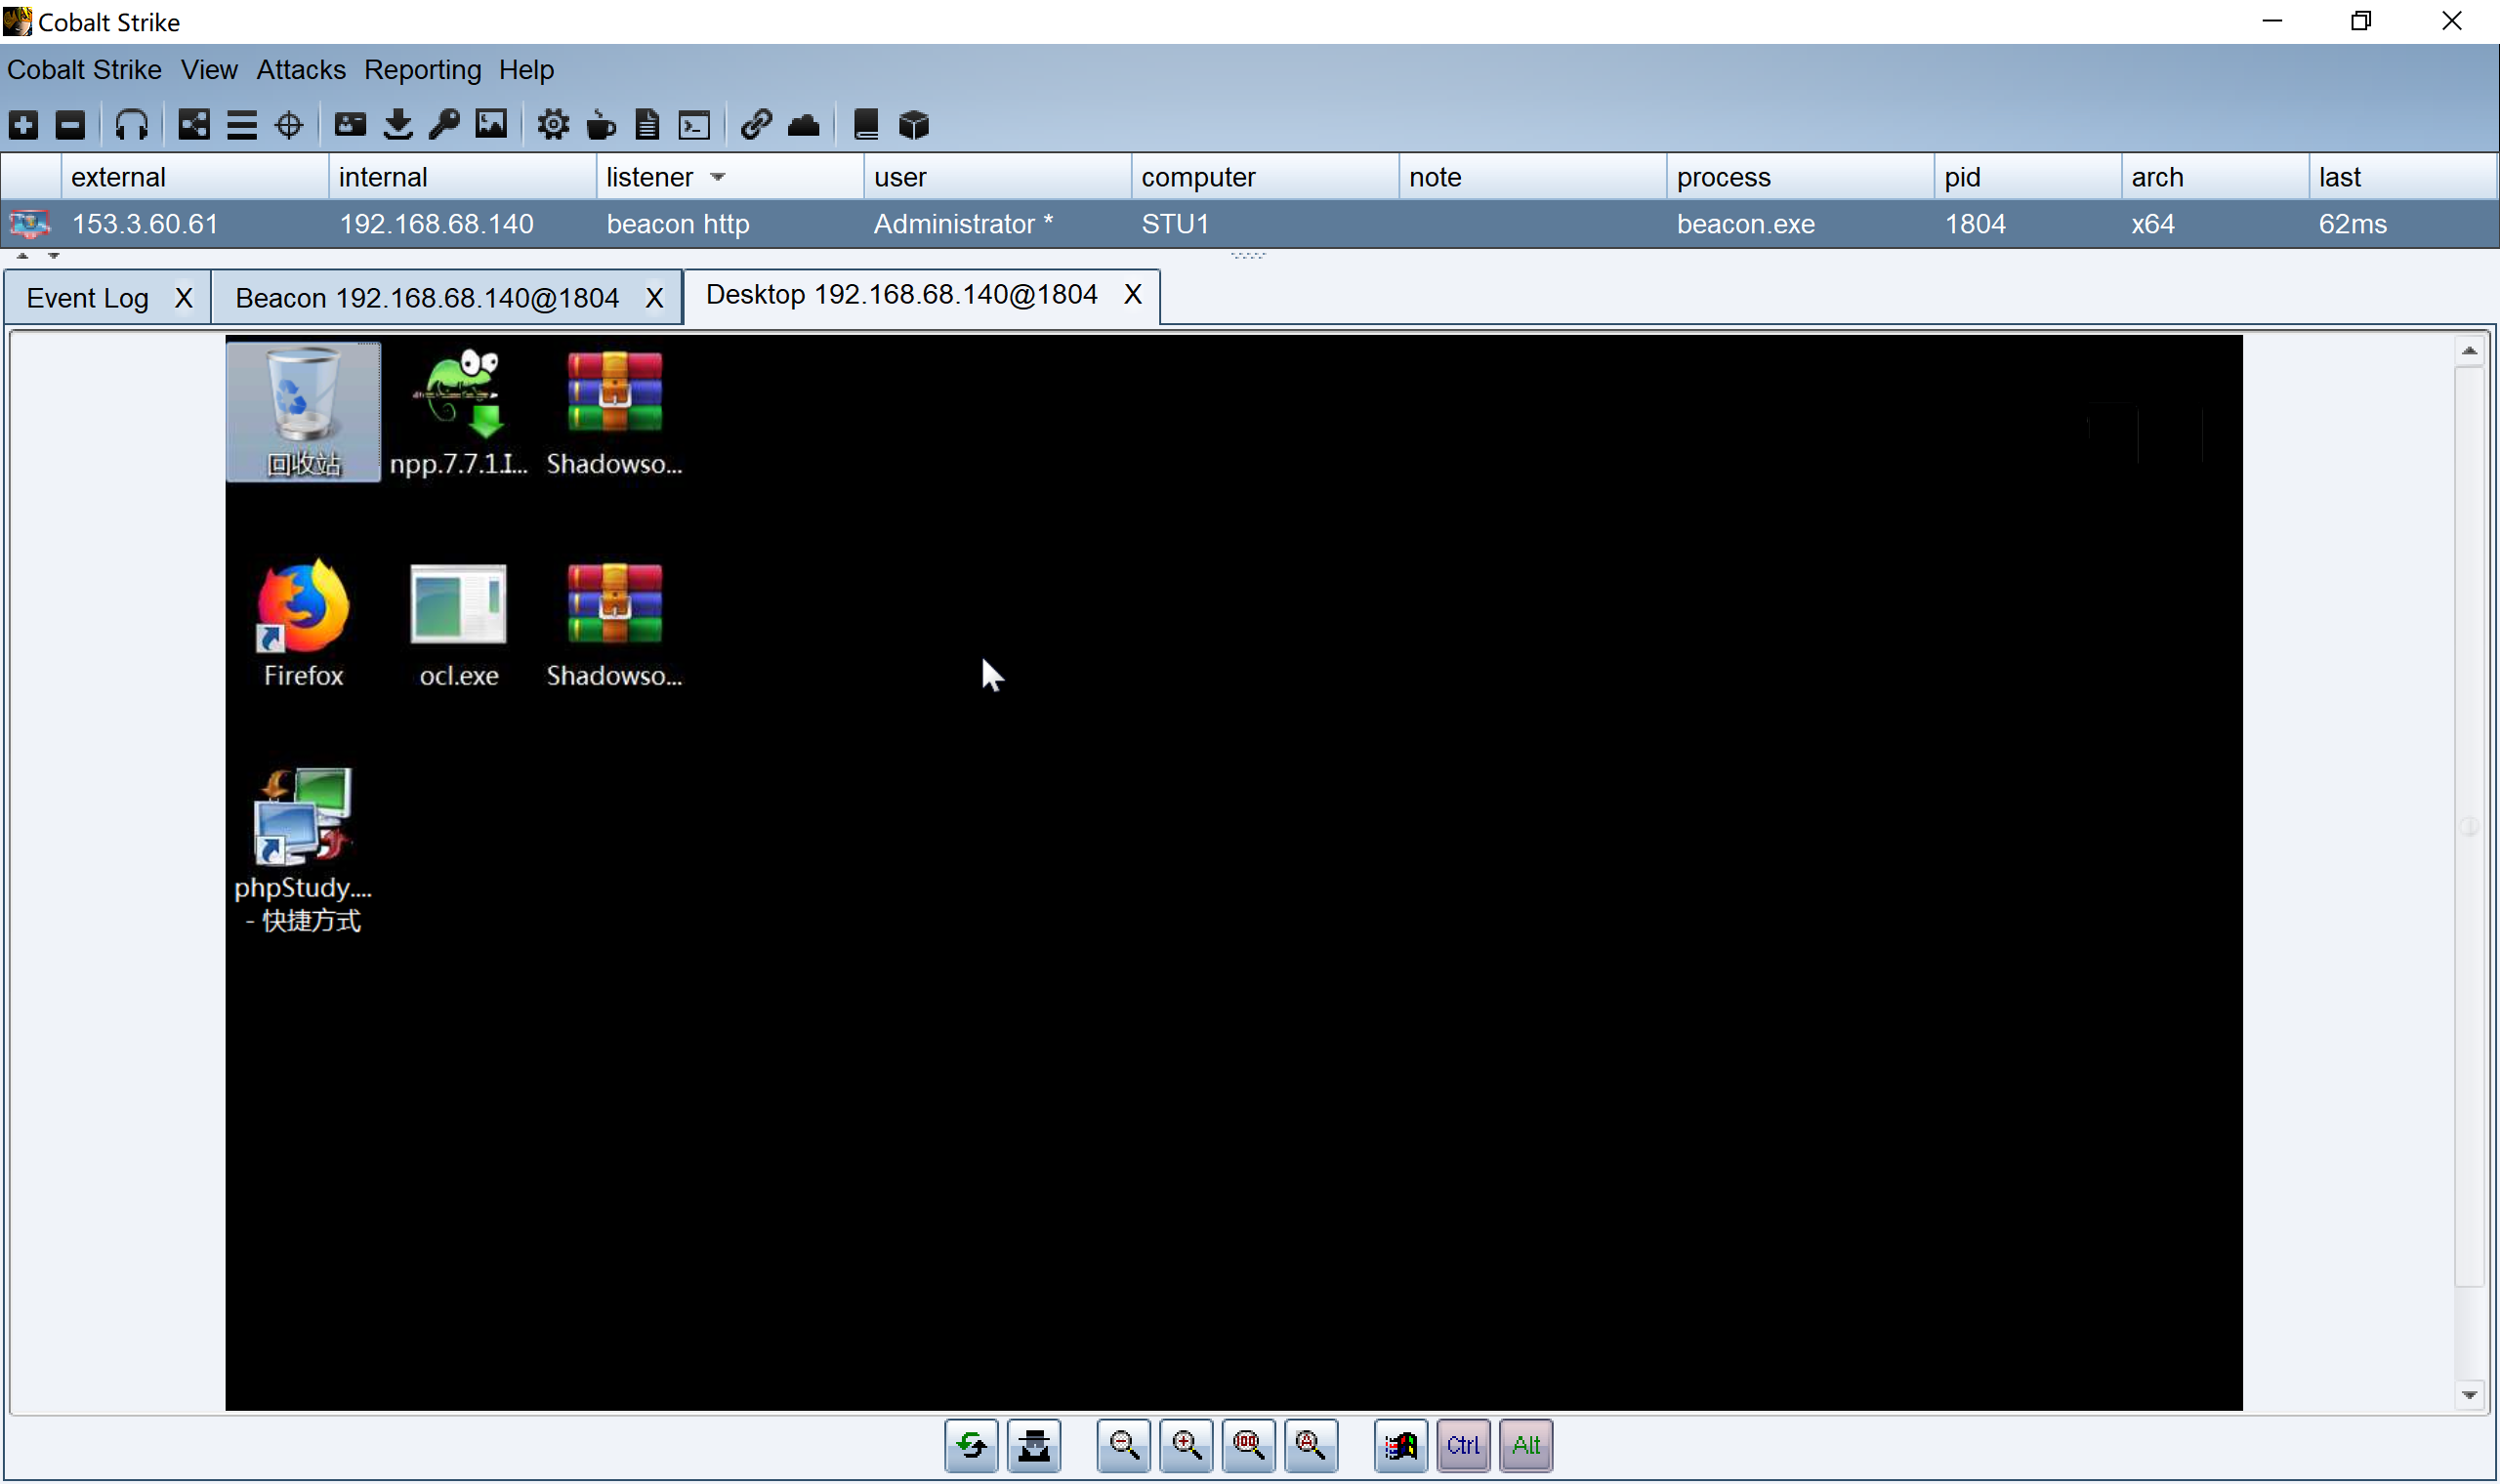 Cobalt Strike
Cobalt Strike View Attacks Reporting Help
external internal listener user computer note process pid arch last
153.3.60.61 192.168.68.140 beacon http Administrator * STU1 beacon.exe 1804 x64 62ms
Event Log X Beacon 192.168.68.140@1804 X Desktop 192.168.68.140@1804 X
回收站 npp.7.7.1.I... Shadowso...
Firefox ocl.exe Shadowso...
phpStudy....
- 快捷方式
Ctrl Alt